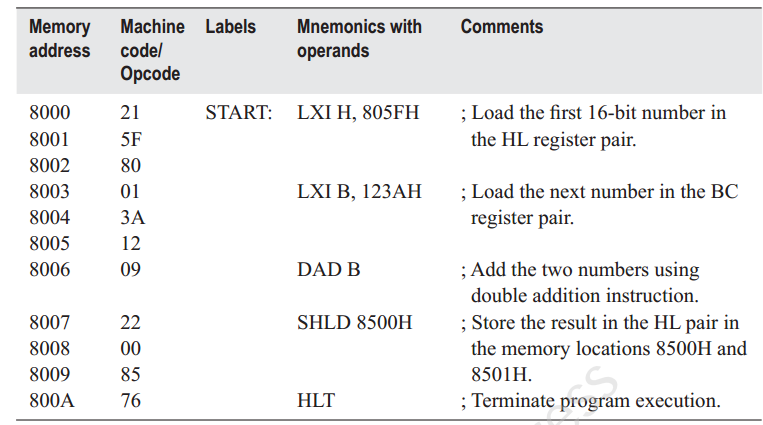 Memory address Machine code/ Opcode Labels Mnemonics with operands Comments
8000 21 START: LXI H, 805FH ; Load the first 16-bit number in
8001 5F the HL register pair.
8002 80
8003 01 LXI B, 123AH ; Load the next number in the BC
8004 3A register pair.
8005 12
8006 09 DAD B ; Add the two numbers using
double addition instruction.
8007 22 SHLD 8500H ; Store the result in the HL pair in
8008 00 the memory locations 8500H and
8009 85 8501H.
800A 76 HLT ; Terminate program execution.